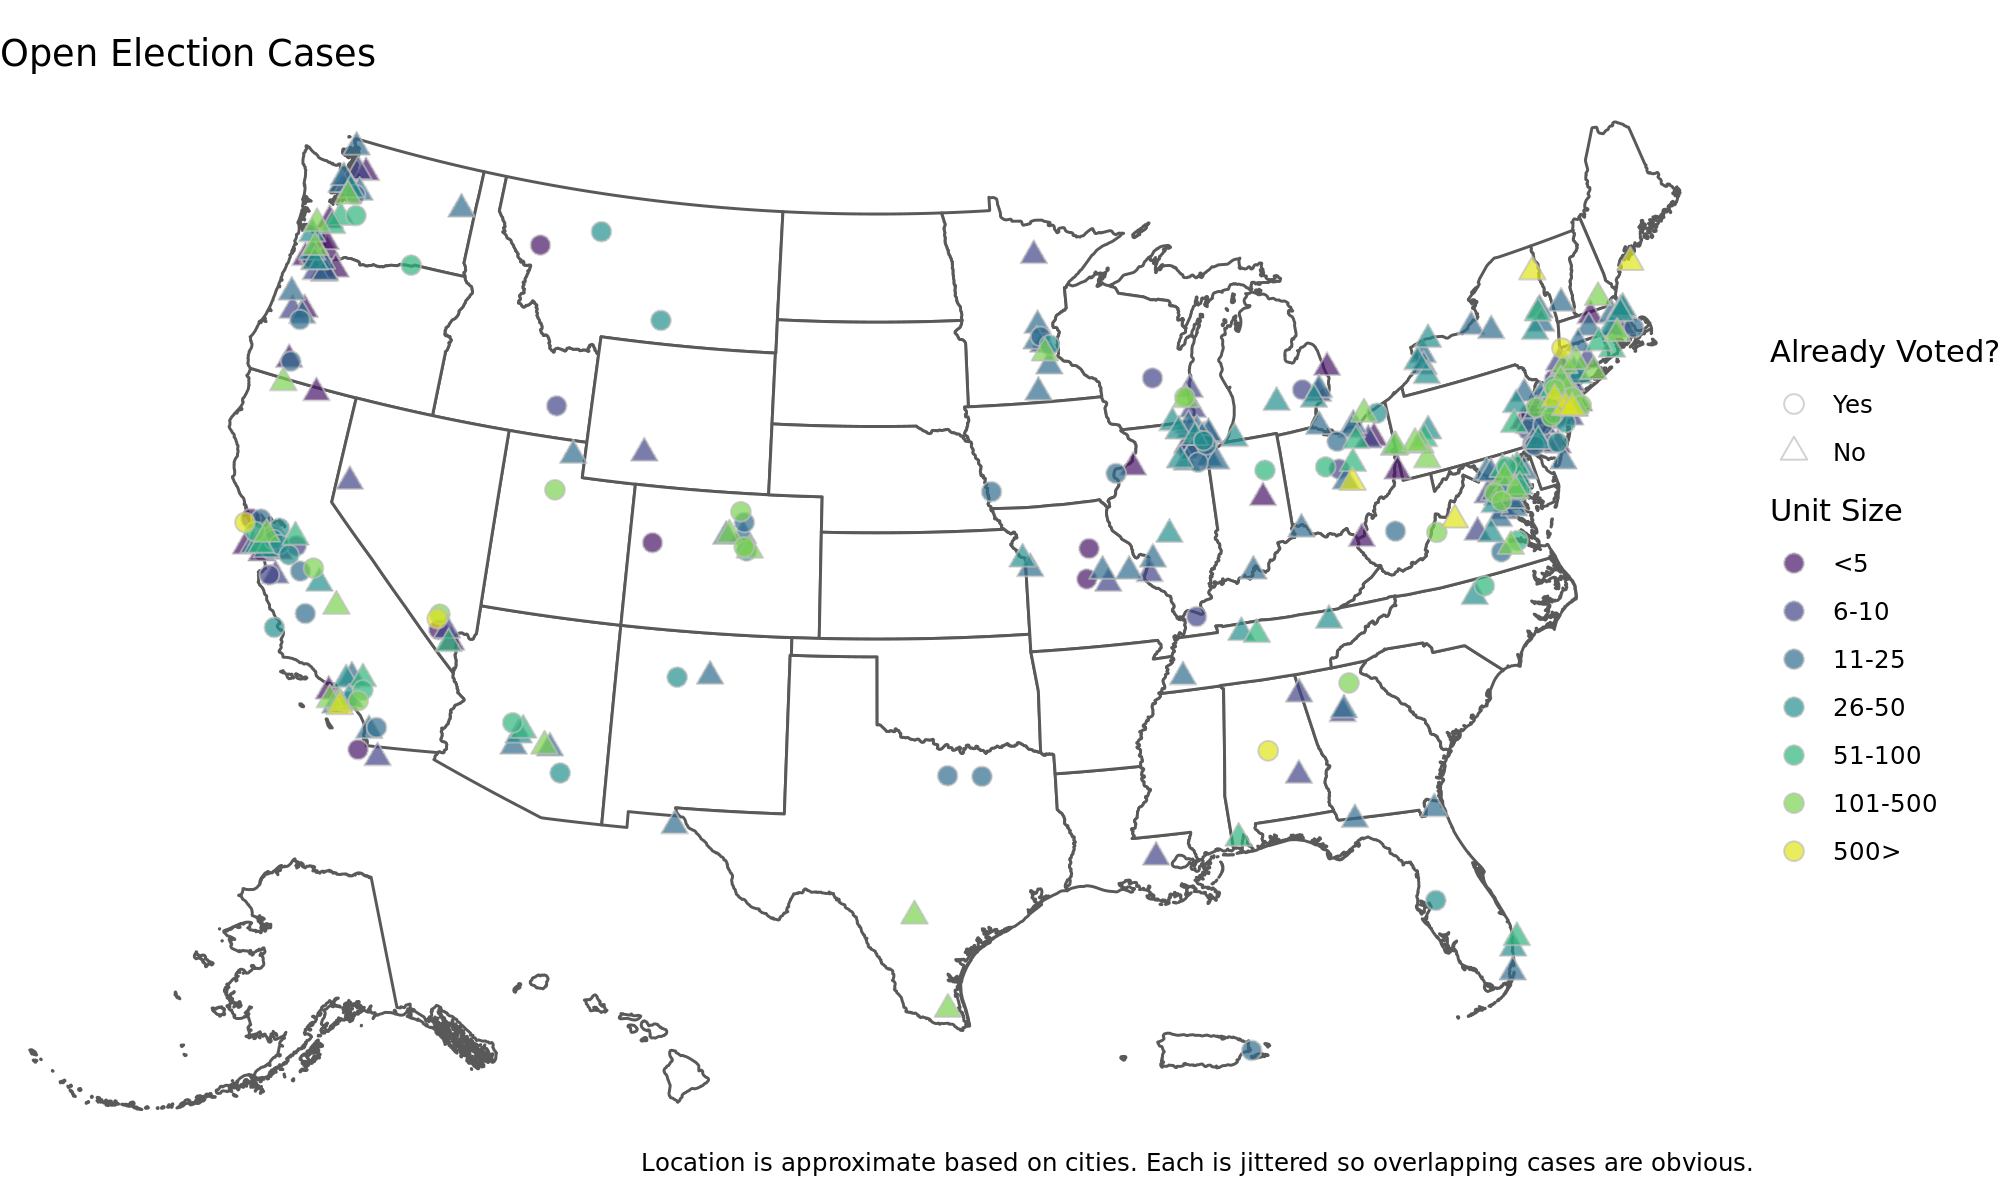 Open Election Cases
Already Voted?
Yes
No
Unit Size
<5
6-10
11-25
26-50
51-100
101-500
500>
Location is approximate based on cities. Each is jittered so overlapping cases are obvious.